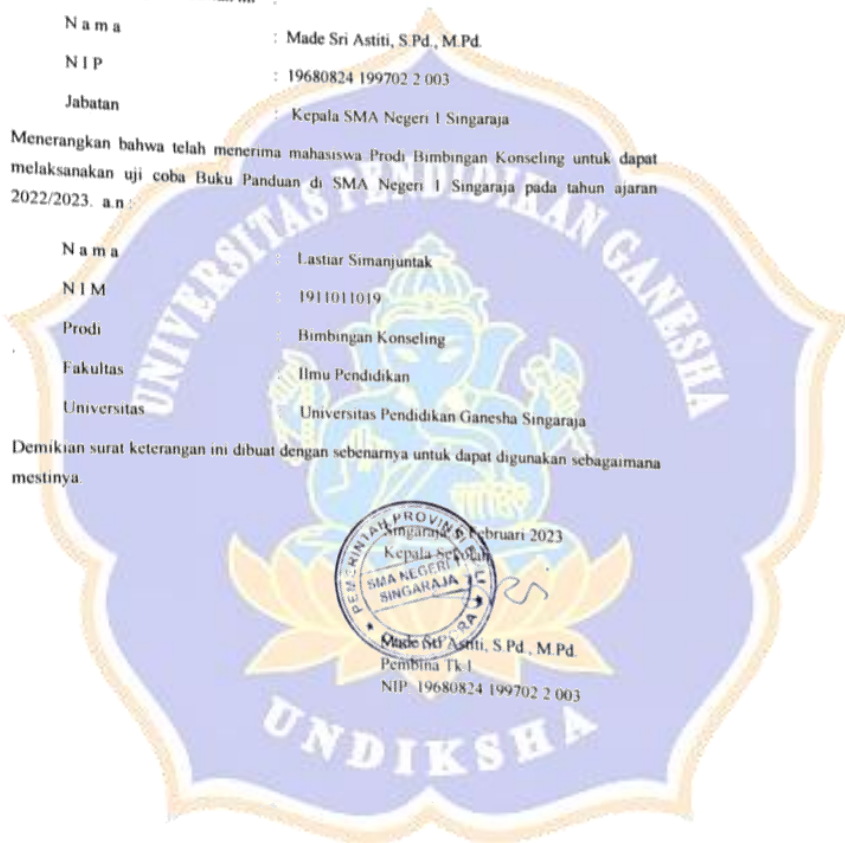 N a m a : Made Sri Astiti, S.Pd., M.Pd.
N I P : 19680824 199702 2 003
Jabatan : Kepala SMA Negeri 1 Singaraja
Menerangkan bahwa telah menerima mahasiswa Prodi Bimbingan Konseling untuk dapat
melaksanakan uji coba Buku Panduan di SMA Negeri 1 Singaraja pada tahun ajaran
2022/2023. a.n :
N a m a : Lastiar Simanjuntak
N I M : 1911011019
Prodi : Bimbingan Konseling
Fakultas : Ilmu Pendidikan
Universitas Universitas Pendidikan Ganesha Singaraja
Demikian surat keterangan ini dibuat dengan sebenarnya untuk dapat digunakan sebagaimana
mestinya.
Singaraja, Februari 2023
Kepala Sekolah
PEMERINTAH PROVINSI BALI
SMA NEGERI 1
SINGARAJA
Made Sri Astiti, S.Pd., M.Pd.
Pembina Tk I
NIP. 19680824 199702 2 003
UNIVERSITAS PENDIDIKAN GANESHA
UNDIKSHA